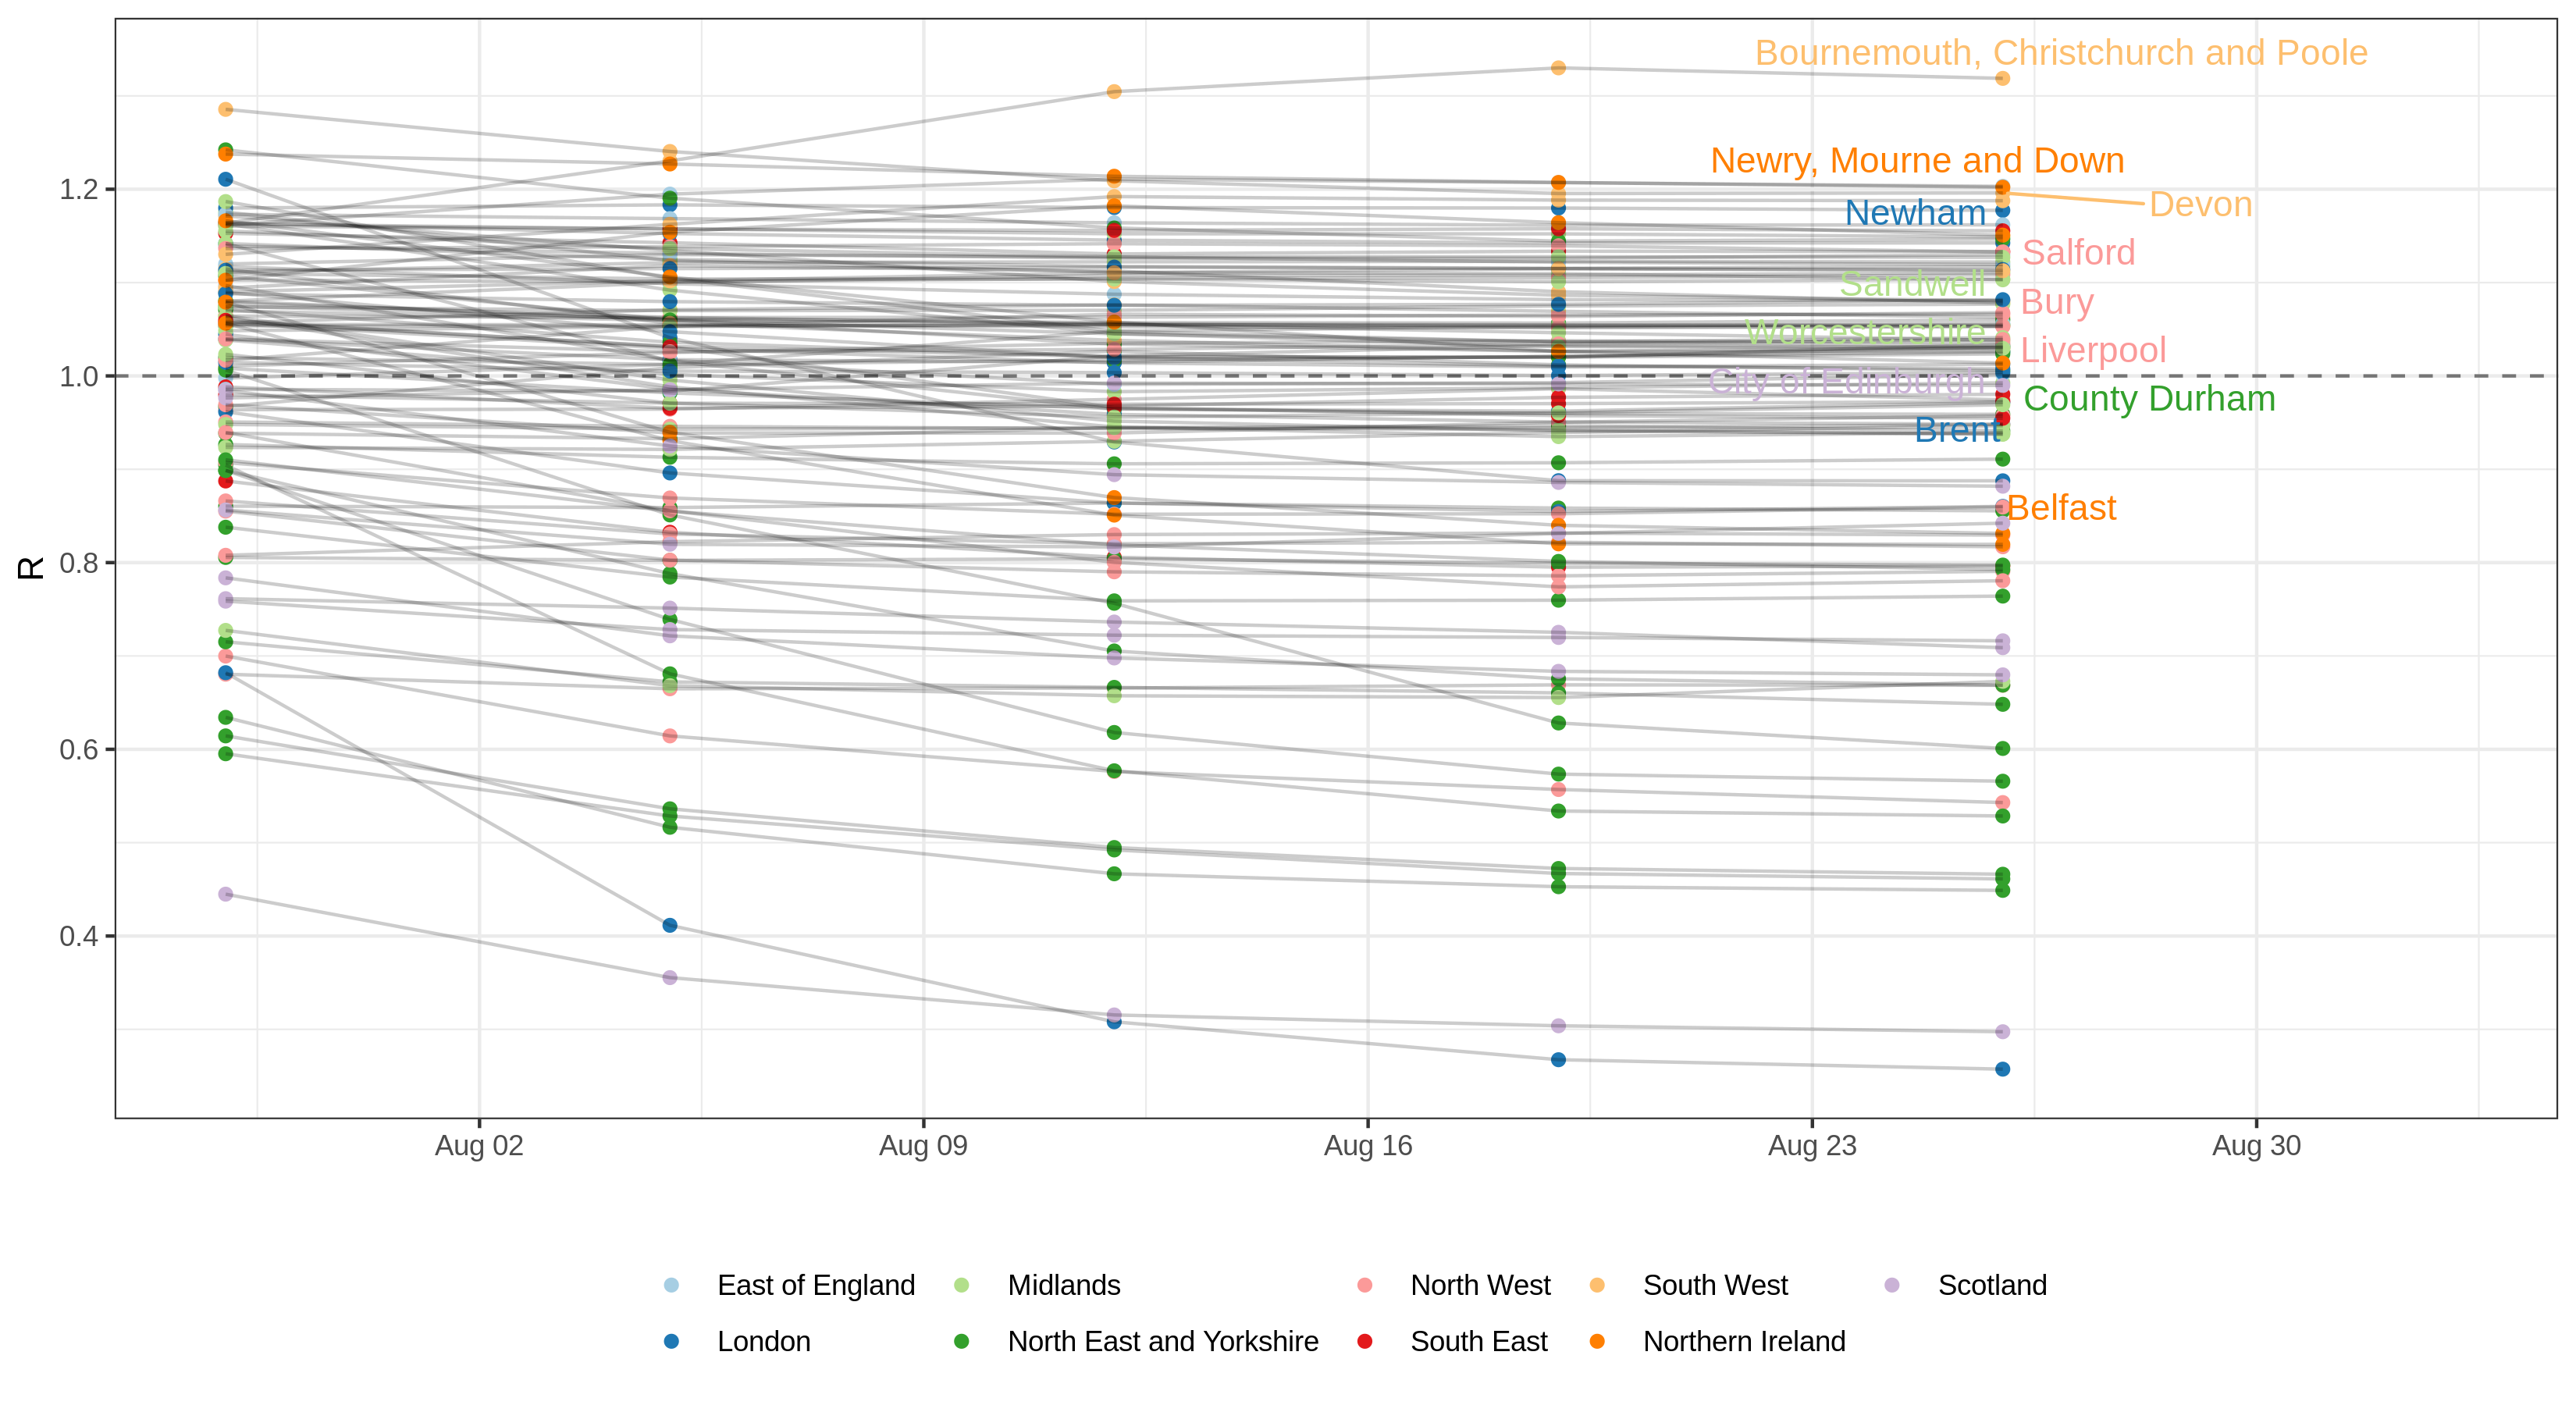 Bournemouth, Christchurch and Poole
Newry, Mourne and Down
Devon
Newham
Salford
Sandwell
Bury
Worcestershire
Liverpool
City of Edinburgh
County Durham
Brent
Belfast
R
1.2
1.0
0.8
0.6
0.4
Aug 02 Aug 09 Aug 16 Aug 23 Aug 30
East of England Midlands North West South West Scotland
London North East and Yorkshire South East Northern Ireland